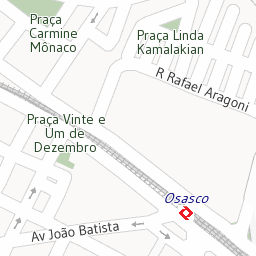 Praça
Carmine
Mônaco
Praça Linda
Kamalakian
R Rafael Aragoni
Praça Vinte e
Um de
Dezembro
Osasco
Av João Batista